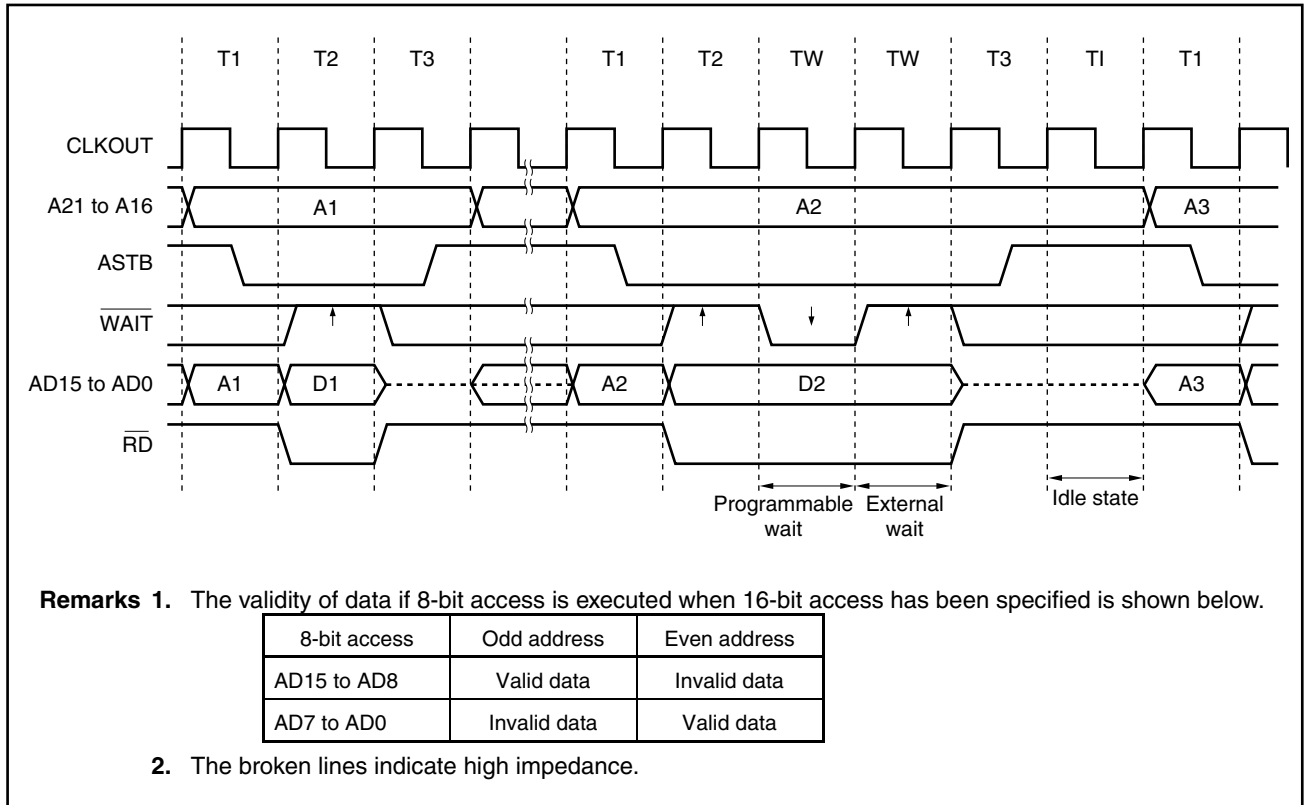 T1 T2 T3 T1 T2 TW TW T3 TI T1
CLKOUT
A21 to A16 A1 A2 A3
ASTB
WAIT
AD15 to AD0 A1 D1 A2 D2 A3
RD
Programmable wait
External wait
Idle state
Remarks 1. The validity of data if 8-bit access is executed when 16-bit access has been specified is shown below.
8-bit access Odd address Even address
AD15 to AD8 Valid data Invalid data
AD7 to AD0 Invalid data Valid data
2. The broken lines indicate high impedance.